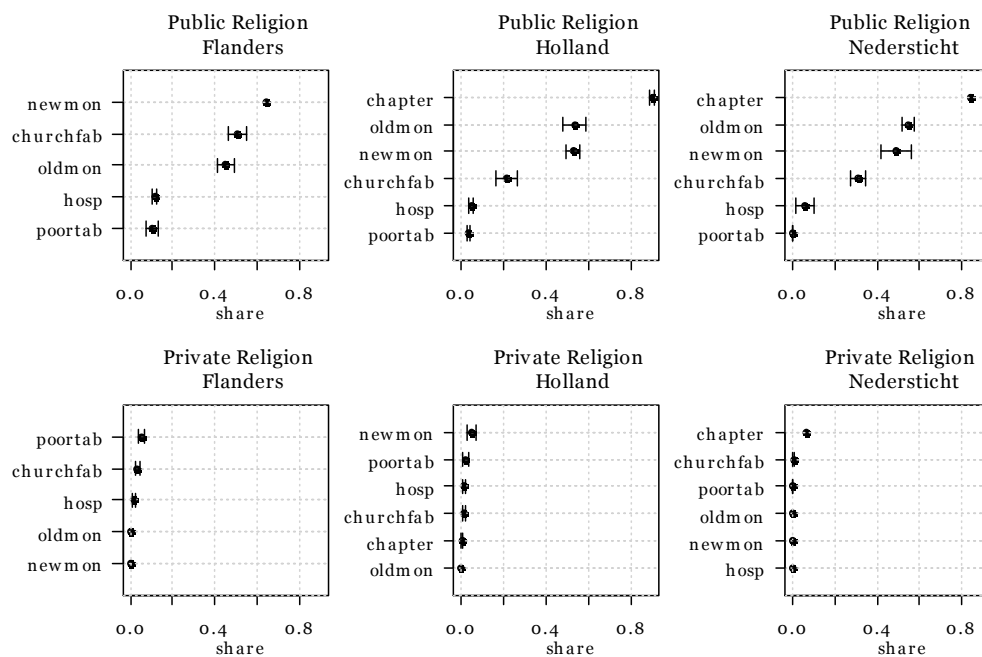 Public Religion
Flanders
newmon
churchfab
oldmon
hosp
poortab
0.0 0.4 0.8
share
Public Religion
Holland
chapter
oldmon
newmon
churchfab
hosp
poortab
0.0 0.4 0.8
share
Public Religion
Nedersticht
chapter
oldmon
newmon
churchfab
hosp
poortab
0.0 0.4 0.8
share
Private Religion
Flanders
poortab
churchfab
hosp
oldmon
newmon
0.0 0.4 0.8
share
Private Religion
Holland
newmon
poortab
hosp
churchfab
chapter
oldmon
0.0 0.4 0.8
share
Private Religion
Nedersticht
chapter
churchfab
poortab
oldmon
newmon
hosp
0.0 0.4 0.8
share